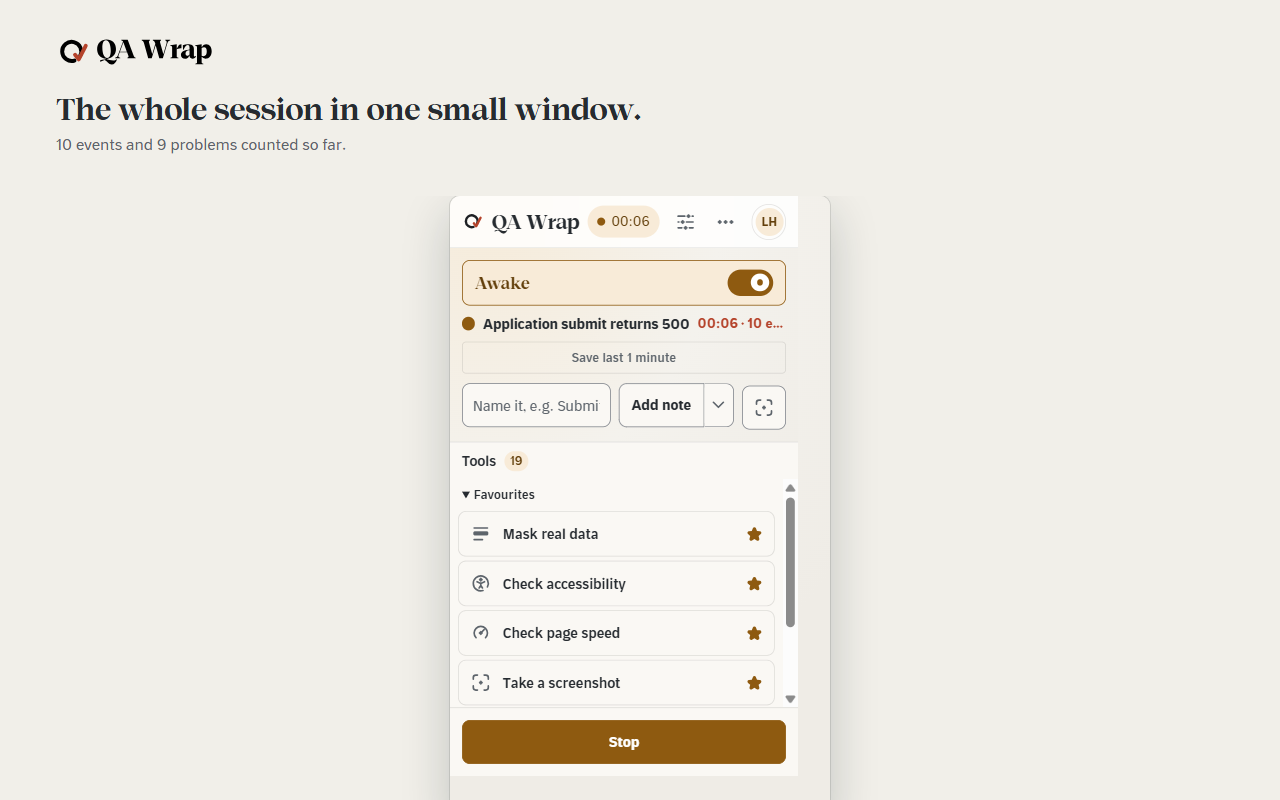 QA Wrap
The whole session in one small window.
10 events and 9 problems counted so far.
QA Wrap
00:06
LH
Awake
Application submit returns 500
00:06 · 10 e...
Save last 1 minute
Name it, e.g. Submi
Add note
Tools 19
Favourites
Mask real data
Check accessibility
Check page speed
Take a screenshot
Stop